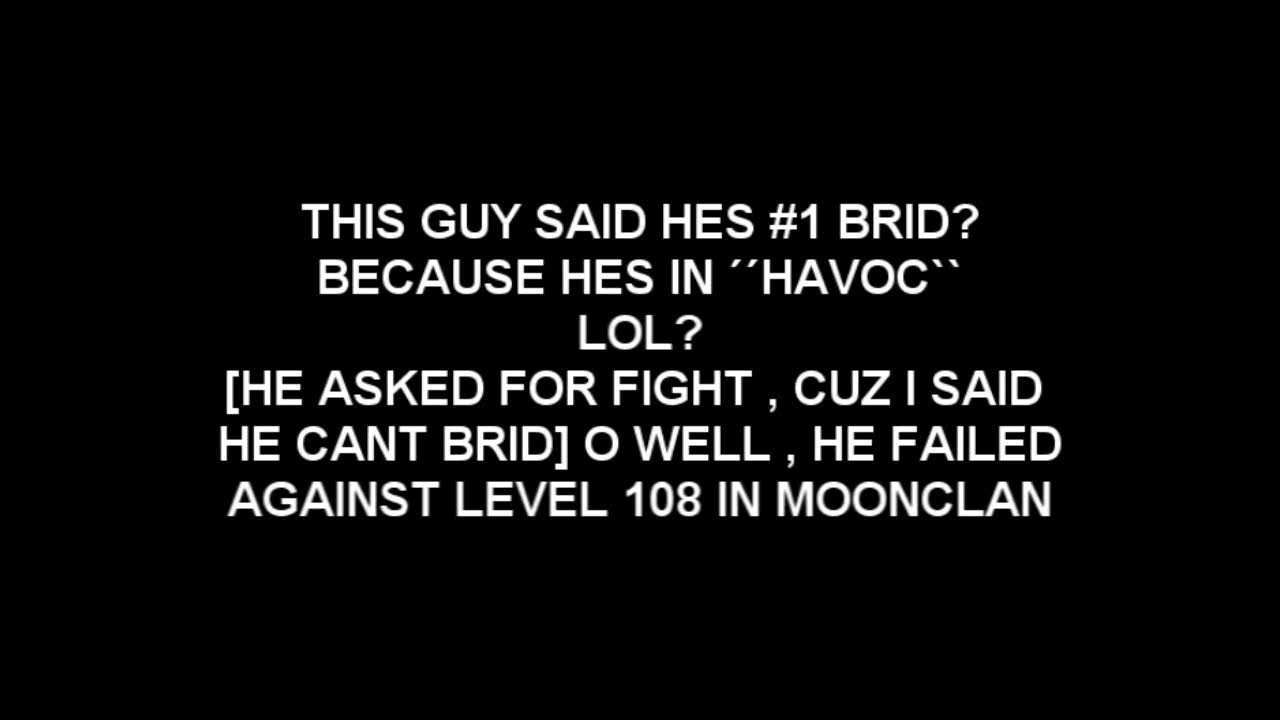 THIS GUY SAID HES #1 BRID?
BECAUSE HES IN ´´HAVOC``
LOL?
[HE ASKED FOR FIGHT , CUZ I SAID
HE CANT BRID] O WELL , HE FAILED
AGAINST LEVEL 108 IN MOONCLAN